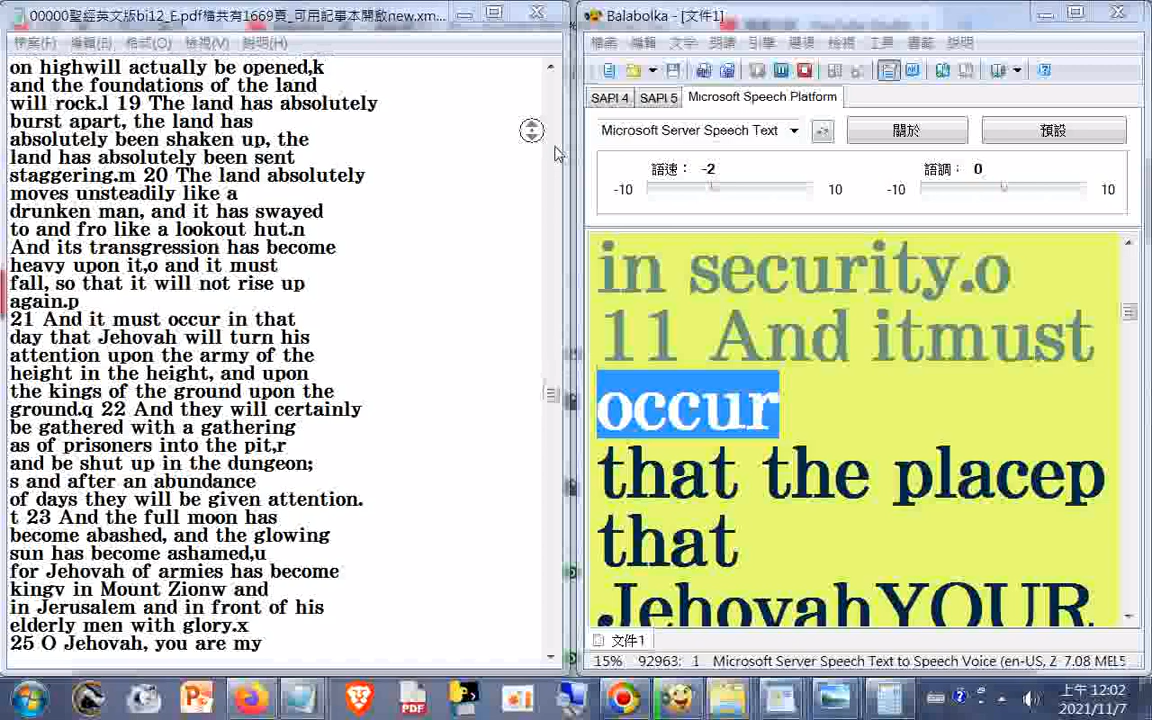 00000聖經英文版bi12_E.pdf檔共有1669頁_可用記事本開啟new.xm...
檔案(F) 編輯(E) 格式(O) 檢視(V) 說明(H)
on highwill actually be opened,k
and the foundations of the land
will rock.l 19 The land has absolutely
burst apart, the land has
absolutely been shaken up, the
land has absolutely been sent
staggering.m 20 The land absolutely
moves unsteadily like a
drunken man, and it has swayed
to and fro like a lookout hut.n
And its transgression has become
heavy upon it,o and it must
fall, so that it will not rise up
again.p
21 And it must occur in that
day that Jehovah will turn his
attention upon the army of the
height in the height, and upon
the kings of the ground upon the
ground.q 22 And they will certainly
be gathered with a gathering
as of prisoners into the pit,r
and be shut up in the dungeon;
s and after an abundance
of days they will be given attention.
t 23 And the full moon has
become abashed, and the glowing
sun has become ashamed,u
for Jehovah of armies has become
kingv in Mount Zionw and
in Jerusalem and in front of his
elderly men with glory.x
25 O Jehovah, you are my
Balabolka - [文件1]
檔案 編輯 文字 朗讀 引擎 選項 檢視 工具 書籤 說明
SAPI 4 SAPI 5 Microsoft Speech Platform
Microsoft Server Speech Text 關於 預設
語速： -2 語調： 0
-10 10 -10 10
in security.o
11 And itmust
occur
that the placep
that
JehovahYOUR
文件1
15% 92963: 1 Microsoft Server Speech Text to Speech Voice (en-US, Z 7.08 MEL5
PDF
上午 12:02
2021/11/7